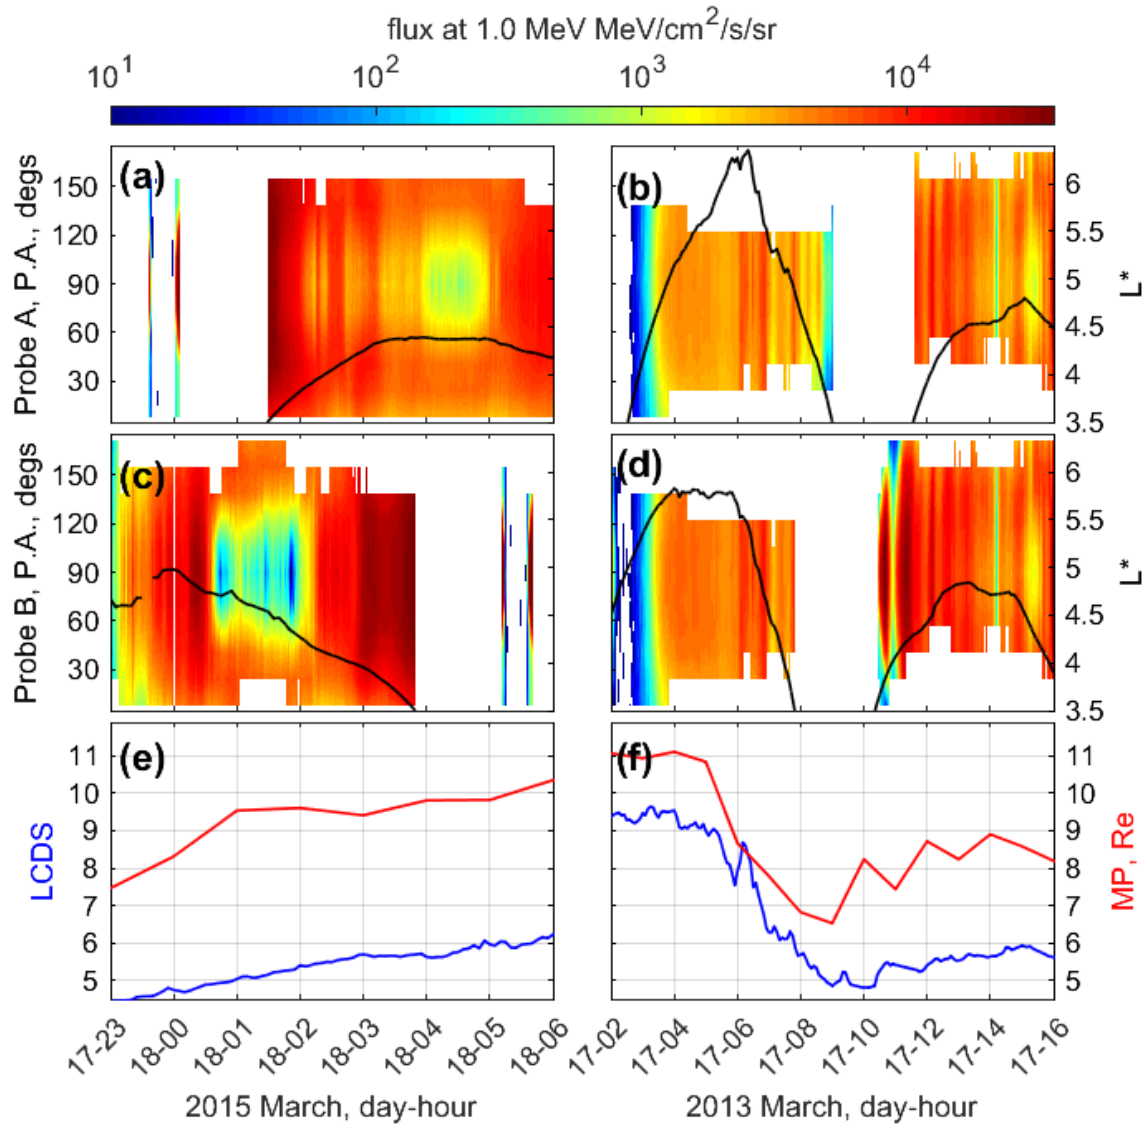 flux at 1.0 MeV MeV/cm²/s/sr
10¹ 10² 10³ 10⁴
Probe A, P.A., degs
150
120
90
60
30
(a)
(b)
6
5.5
5
4.5
4
3.5
L*
Probe B, P.A., degs
150
120
90
60
30
(c)
(d)
6
5.5
5
4.5
4
3.5
L*
LCDS
11
10
9
8
7
6
5
(e)
(f)
11
10
9
8
7
6
5
MP, Re
17-23 18-00 18-01 18-02 18-03 18-04 18-05 18-06
17-02 17-04 17-06 17-08 17-10 17-12 17-14 17-16
2015 March, day-hour
2013 March, day-hour